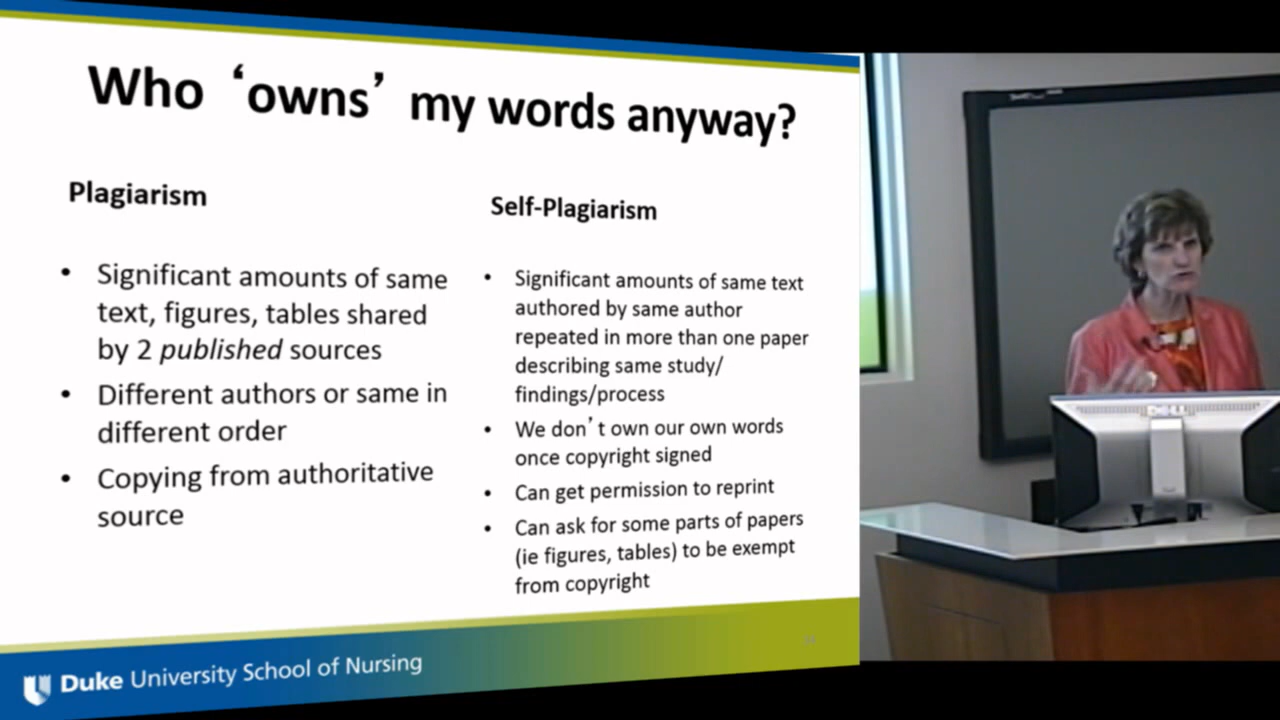 Who ‘owns’ my words anyway?
Plagiarism
• Significant amounts of same
text, figures, tables shared
by 2 published sources
• Different authors or same in
different order
• Copying from authoritative
source
Self-Plagiarism
• Significant amounts of same text
authored by same author
repeated in more than one paper
describing same study/
findings/process
• We don’t own our own words
once copyright signed
• Can get permission to reprint
• Can ask for some parts of papers
(ie figures, tables) to be exempt
from copyright
Duke University School of Nursing
DELL